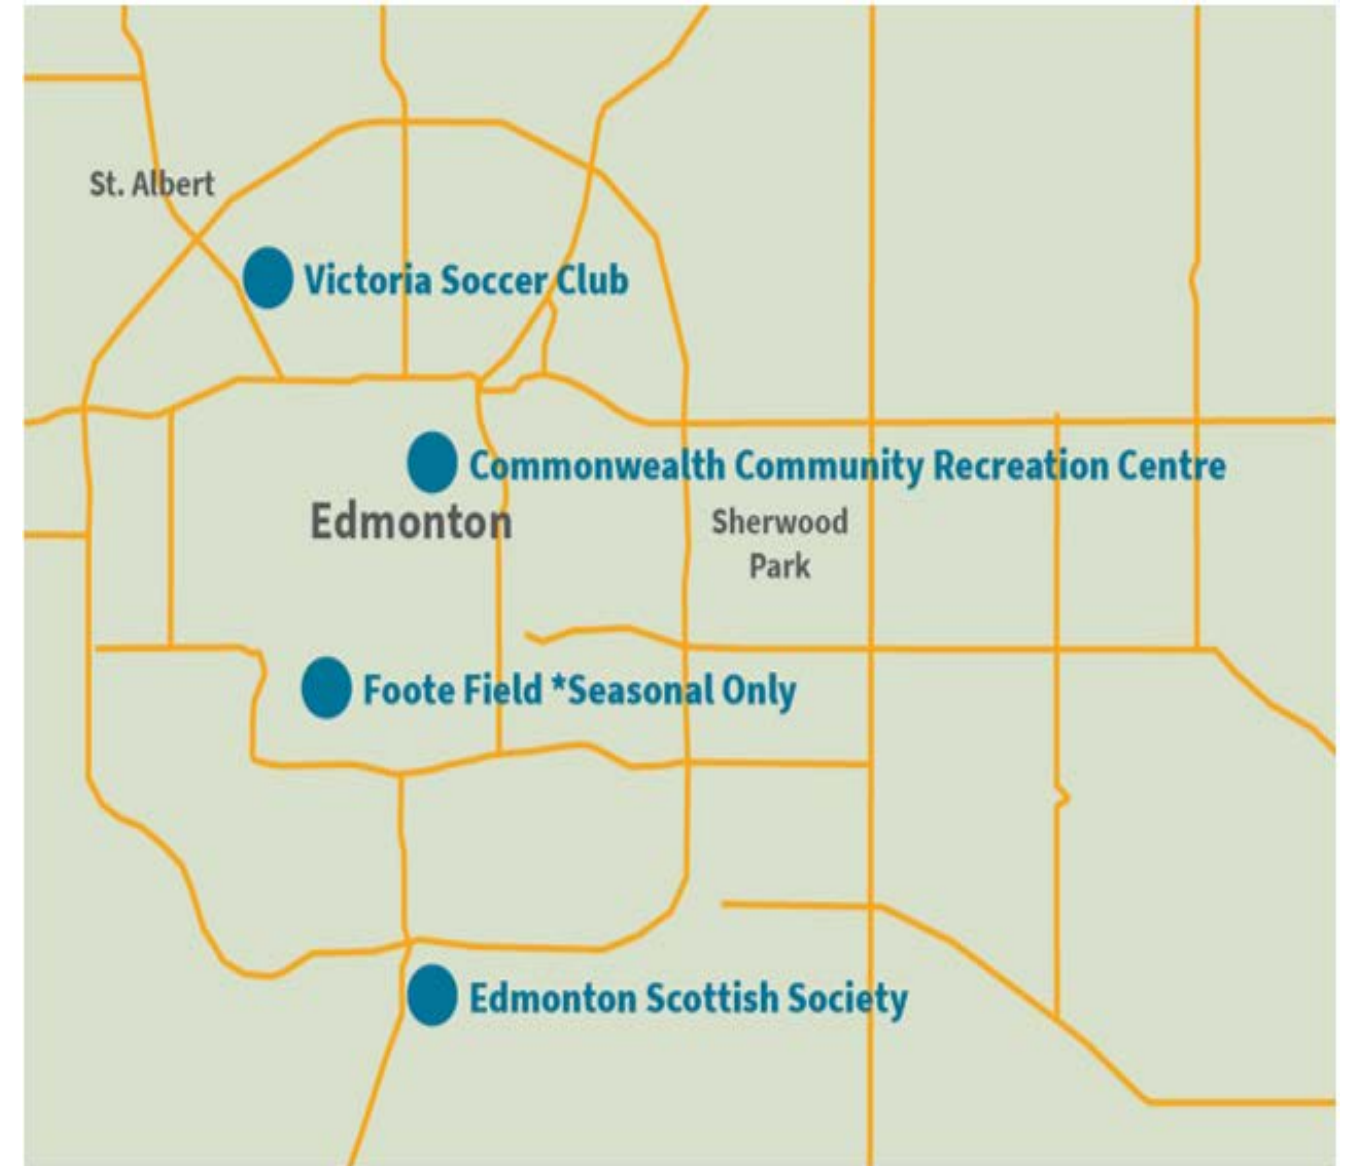 St. Albert
Victoria Soccer Club
Commonwealth Community Recreation Centre
Edmonton
Sherwood
Park
Foote Field *Seasonal Only
Edmonton Scottish Society